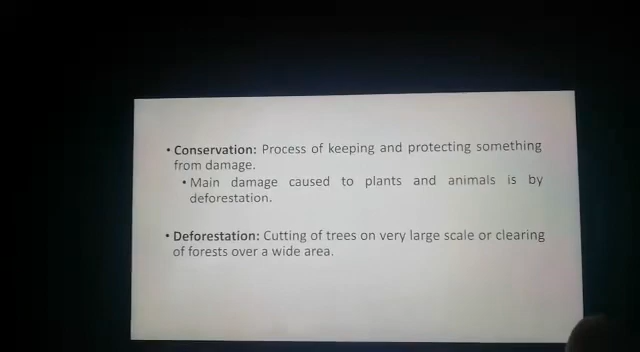 • Conservation: Process of keeping and protecting something
from damage.
• Main damage caused to plants and animals is by
deforestation.
• Deforestation: Cutting of trees on very large scale or clearing
of forests over a wide area.